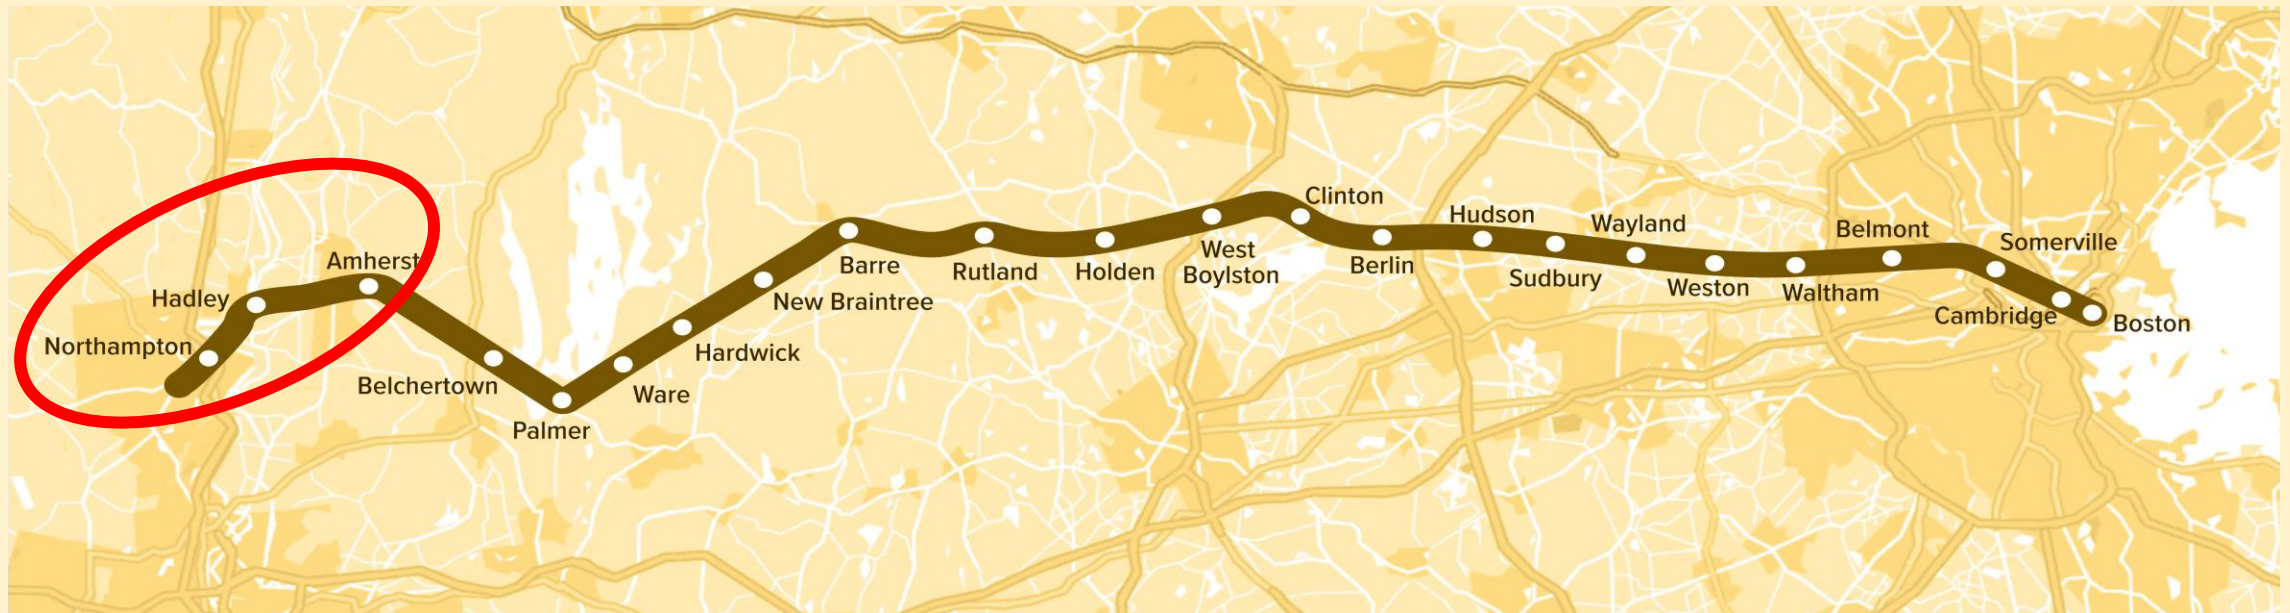 Northampton
Hadley
Amherst
Belchertown
Palmer
Ware
Hardwick
New Braintree
Barre
Rutland
Holden
West
Boylston
Clinton
Berlin
Hudson
Sudbury
Wayland
Weston
Waltham
Belmont
Somerville
Cambridge
Boston